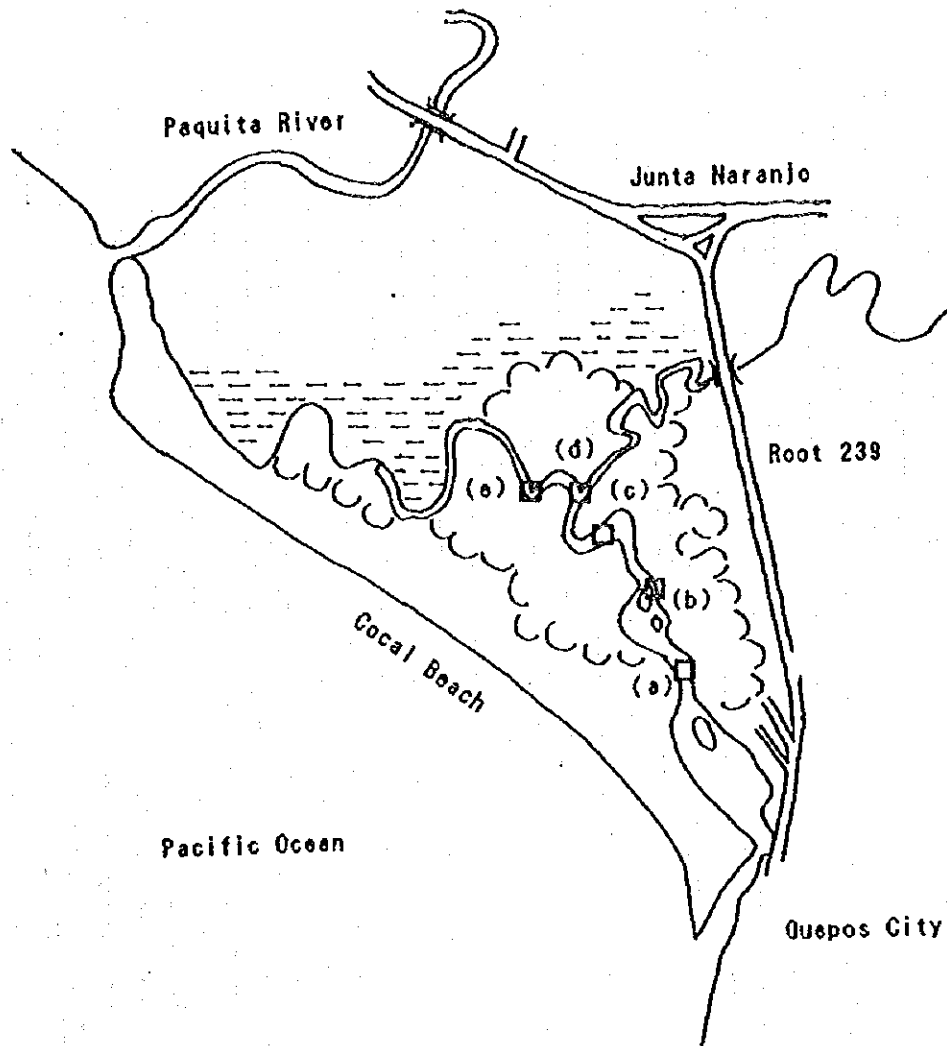 Paquita River
Junta Naranjo
Root 239
(d)
(e)
(c)
(b)
(a)
Cocal Beach
Pacific Ocean
Quepos City